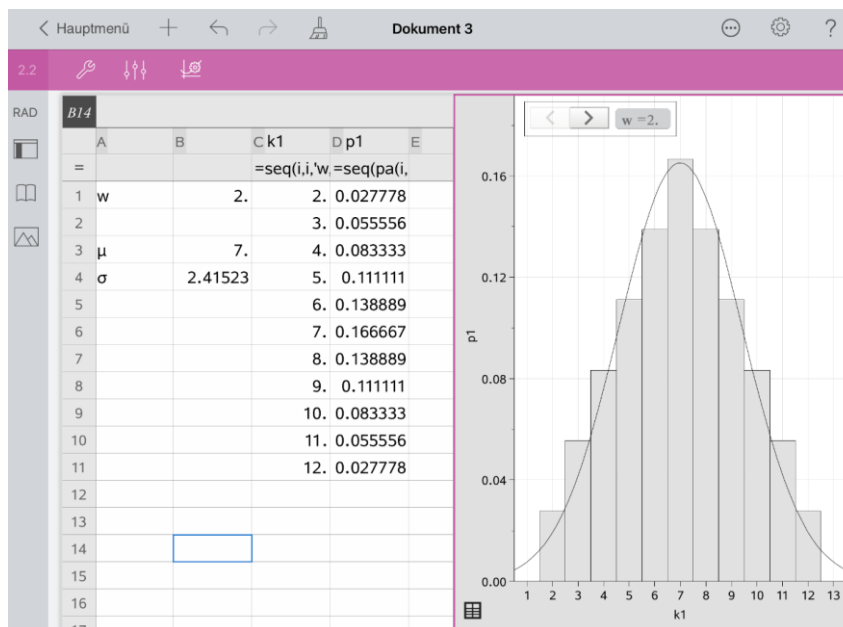 Hauptmenü Dokument 3 ?
2.2
RAD B14
A B C k1 D p1 E
= =seq(i,i,'w, =seq(pa(i,
1 w 2. 2. 0.027778
2 3. 0.055556
3 μ 7. 4. 0.083333
4 σ 2.41523 5. 0.111111
5 6. 0.138889
6 7. 0.166667
7 8. 0.138889
8 9. 0.111111
9 10. 0.083333
10 11. 0.055556
11 12. 0.027778
12
13
14
15
16
w =2.
0.16
0.12
p1
0.08
0.04
0.00
1 2 3 4 5 6 7 8 9 10 11 12 13
k1